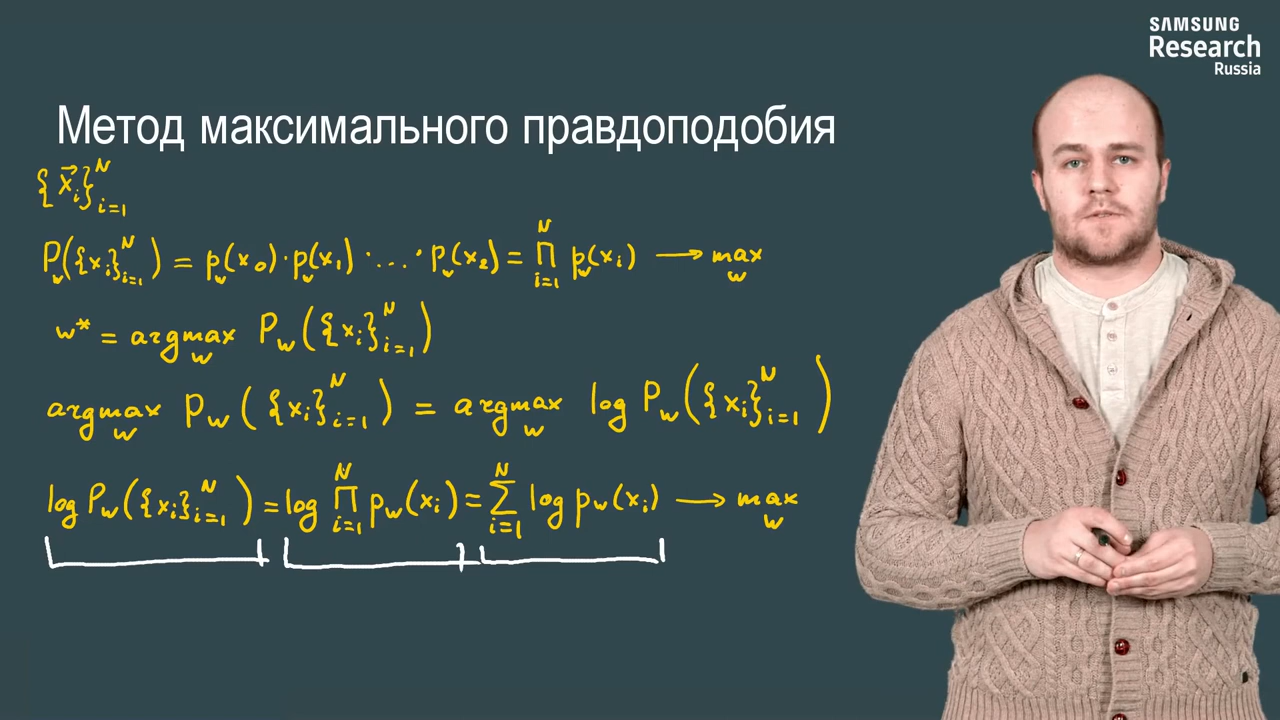 SAMSUNG
Research
Russia
Метод максимального правдоподобия
{x⃗ᵢ}ᵢ₌₁ᴺ
P_w({xᵢ}ᵢ₌₁ᴺ) = p_w(x₀)·p_w(x₁)·...·p_w(x₂) = ∏ᵢ₌₁ᴺ p_w(xᵢ) → max_w
w* = argmax_w P_w({xᵢ}ᵢ₌₁ᴺ)
argmax_w P_w({xᵢ}ᵢ₌₁ᴺ) = argmax_w log P_w({xᵢ}ᵢ₌₁ᴺ)
log P_w({xᵢ}ᵢ₌₁ᴺ) = log ∏ᵢ₌₁ᴺ p_w(xᵢ) = ∑ᵢ₌₁ᴺ log p_w(xᵢ) → max_w